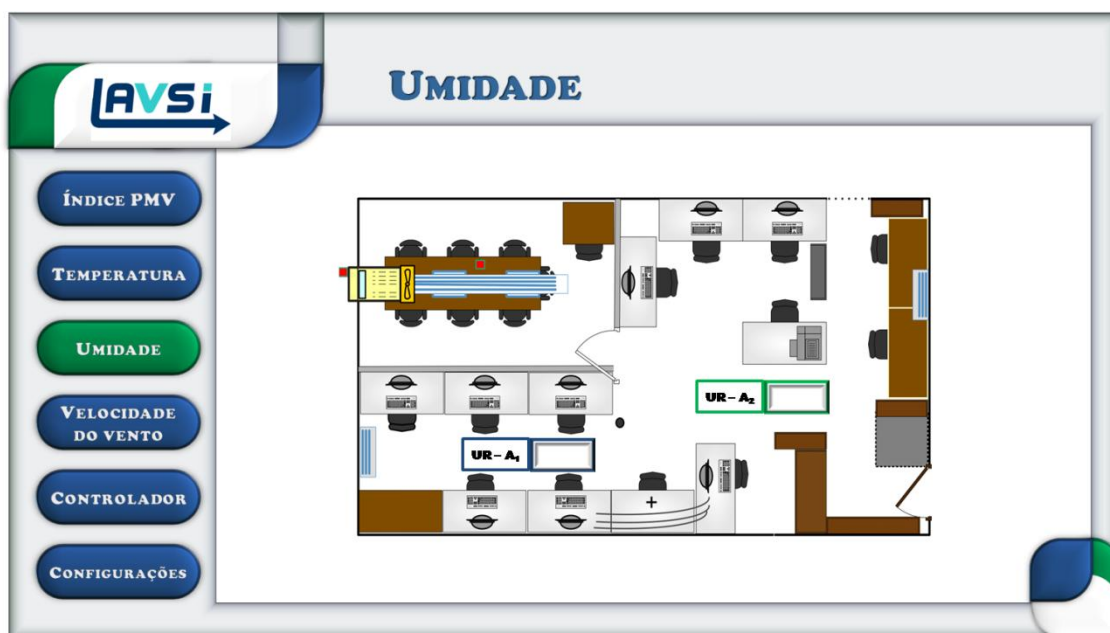 LAVSi
UMIDADE
ÍNDICE PMV
TEMPERATURA
UMIDADE
VELOCIDADE
DO VENTO
CONTROLADOR
CONFIGURAÇÕES
UR - A₂
UR - A₁